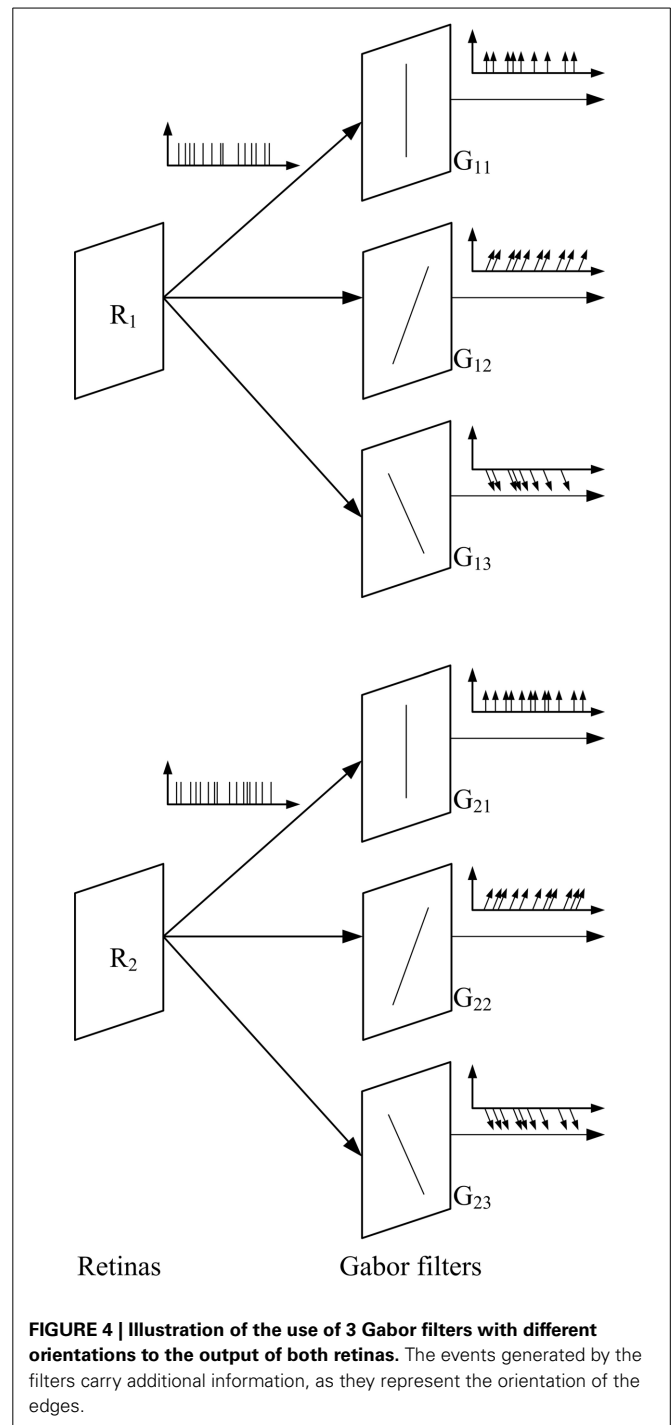 G₁₁
R₁
G₁₂
G₁₃
G₂₁
R₂
G₂₂
G₂₃
Retinas Gabor filters
FIGURE 4 | Illustration of the use of 3 Gabor filters with different
orientations to the output of both retinas. The events generated by the
filters carry additional information, as they represent the orientation of the
edges.